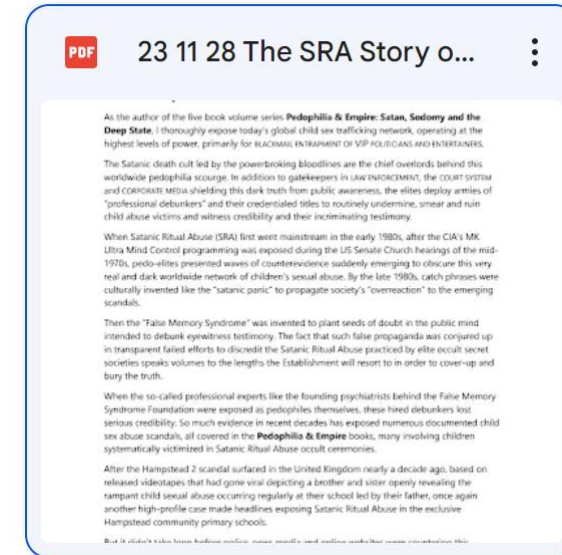 PDF
23 11 28 The SRA Story o...
As the author of the five book volume series Pedophilia & Empire: Satan, Sodomy and the
Deep State, I thoroughly expose today's global child sex trafficking network, operating at the
highest levels of power, primarily for BLACKMAIL ENTRAPMENT OF VIP POLITICIANS AND ENTERTAINERS.
The Satanic death cult led by the powerbroking bloodlines are the chief overlords behind this
worldwide pedophilia scourge. In addition to gatekeepers in LAW ENFORCEMENT, the COURT SYSTEM
and CORPORATE MEDIA shielding this dark truth from public awareness, the elites deploy armies of
"professional debunkers" and their credentialed titles to routinely undermine, smear and ruin
child abuse victims and witness credibility and their incriminating testimony.
When Satanic Ritual Abuse (SRA) first went mainstream in the early 1980s, after the CIA's MK
Ultra Mind Control programming was exposed during the US Senate Church hearings of the mid-
1970s, pedo-elites presented waves of counterevidence suddenly emerging to obscure this very
real and dark worldwide network of children's sexual abuse. By the late 1980s, catch phrases were
culturally invented like the "satanic panic" to propagate society's "overreaction" to the emerging
scandals.
Then the "False Memory Syndrome" was invented to plant seeds of doubt in the public mind
intended to debunk eyewitness testimony. The fact that such false propaganda was conjured up
in transparent failed efforts to discredit the Satanic Ritual Abuse practiced by elite occult secret
societies speaks volumes to the lengths the Establishment will resort to in order to cover-up and
bury the truth.
When the so-called professional experts like the founding psychiatrists behind the False Memory
Syndrome Foundation were exposed as pedophiles themselves, these hired debunkers lost
serious credibility. So much evidence in recent decades has exposed numerous documented child
sex abuse scandals, all covered in the Pedophilia & Empire books, many involving children
systematically victimized in Satanic Ritual Abuse occult ceremonies.
After the Hampstead 2 scandal surfaced in the United Kingdom nearly a decade ago, based on
released videotapes that had gone viral depicting a brother and sister openly revealing the
rampant child sexual abuse occurring regularly at their school led by their father, once again
another high-profile case made headlines exposing Satanic Ritual Abuse in the exclusive
Hampstead community primary schools.
But it didn't take long before police, news media and online websites were countering this